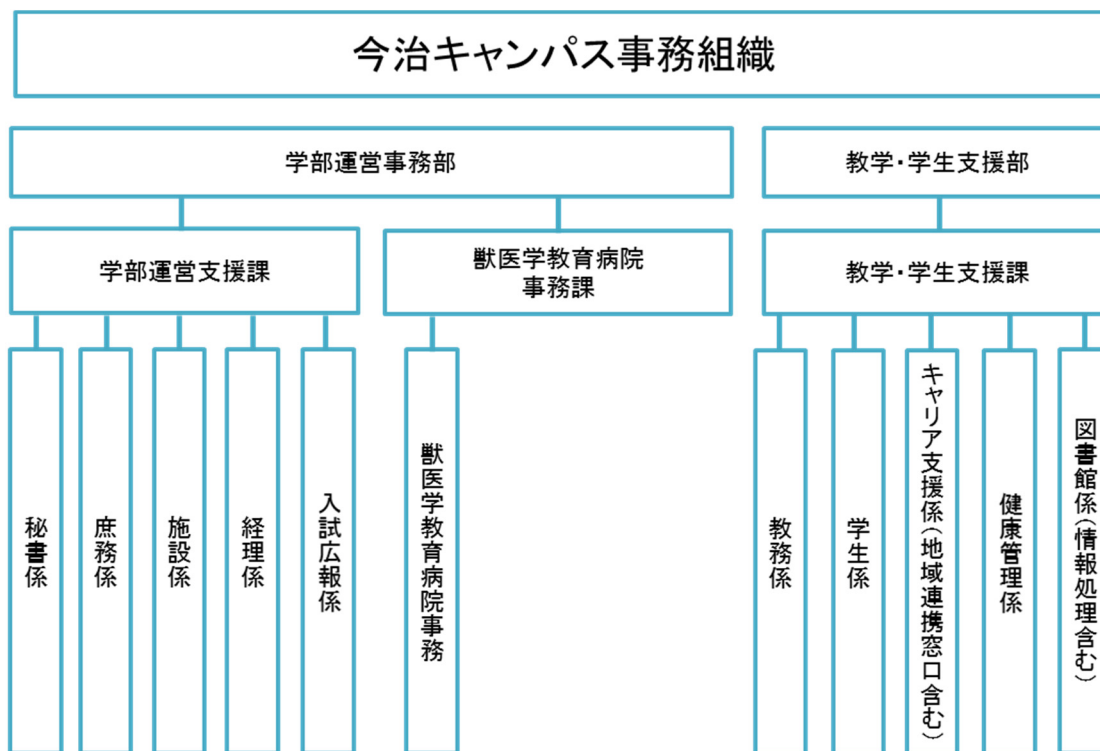 今治キャンパス事務組織
学部運営事務部
教学・学生支援部
学部運営支援課
獣医学教育病院
事務課
教学・学生支援課
秘書係
庶務係
施設係
経理係
入試広報係
獣医学教育病院事務
教務係
学生係
キャリア支援係(地域連携窓口含む)
健康管理係
図書館係(情報処理含む)